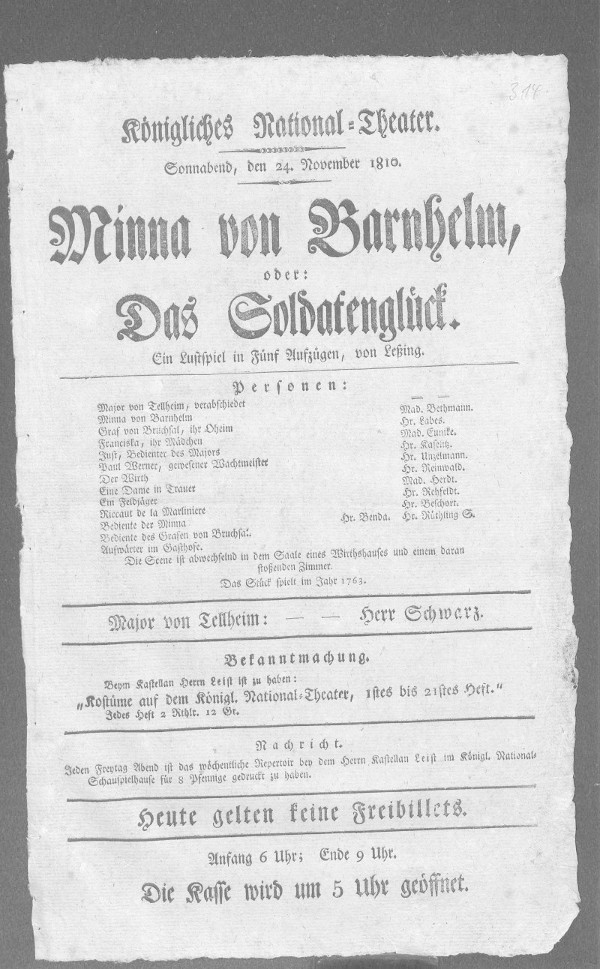 314.
Königliches National-Theater.
Sonnabend, den 24. November 1810.
Minna von Barnhelm,
oder:
Das Soldatenglück.
Ein Lustspiel in Fünf Aufzügen, von Leßing.
Personen:
Major von Tellheim, verabschiedet — —
Minna von Barnhelm Mad. Bethmann.
Graf von Bruchsal, ihr Oheim Hr. Labes.
Franciska, ihr Mädchen Mad. Eunike.
Just, Bedienter des Majors Hr. Kaselitz.
Paul Werner, gewesener Wachtmeister Hr. Unzelmann.
Der Wirth Hr. Reinwald.
Eine Dame in Trauer Mad. Herdt.
Ein Feldjäger Hr. Rehfeldt.
Riccaut de la Marliniere Hr. Beschort.
Bediente der Minna Hr. Benda. Hr. Rüthling S.
Bediente des Grafen von Bruchsal.
Aufwärter im Gasthofe.
Die Scene ist abwechselnd in dem Saale eines Wirthshauses und einem daran
stoßenden Zimmer.
Das Stück spielt im Jahr 1763.
Major von Tellheim: — — Herr Schwarz.
Bekanntmachung.
Beym Kastellan Herrn Leist ist zu haben:
„Kostüme auf dem Königl. National-Theater, 1stes bis 21stes Heft.“
Jedes Heft 2 Rthlr. 12 Gr.
Nachricht.
Jeden Freytag Abend ist das wöchentliche Repertoir bey dem Herrn Kastellan Leist im Königl. National-
Schauspielhause für 8 Pfennige gedruckt zu haben.
Heute gelten keine Freibillets.
Anfang 6 Uhr; Ende 9 Uhr.
Die Kasse wird um 5 Uhr geöffnet.